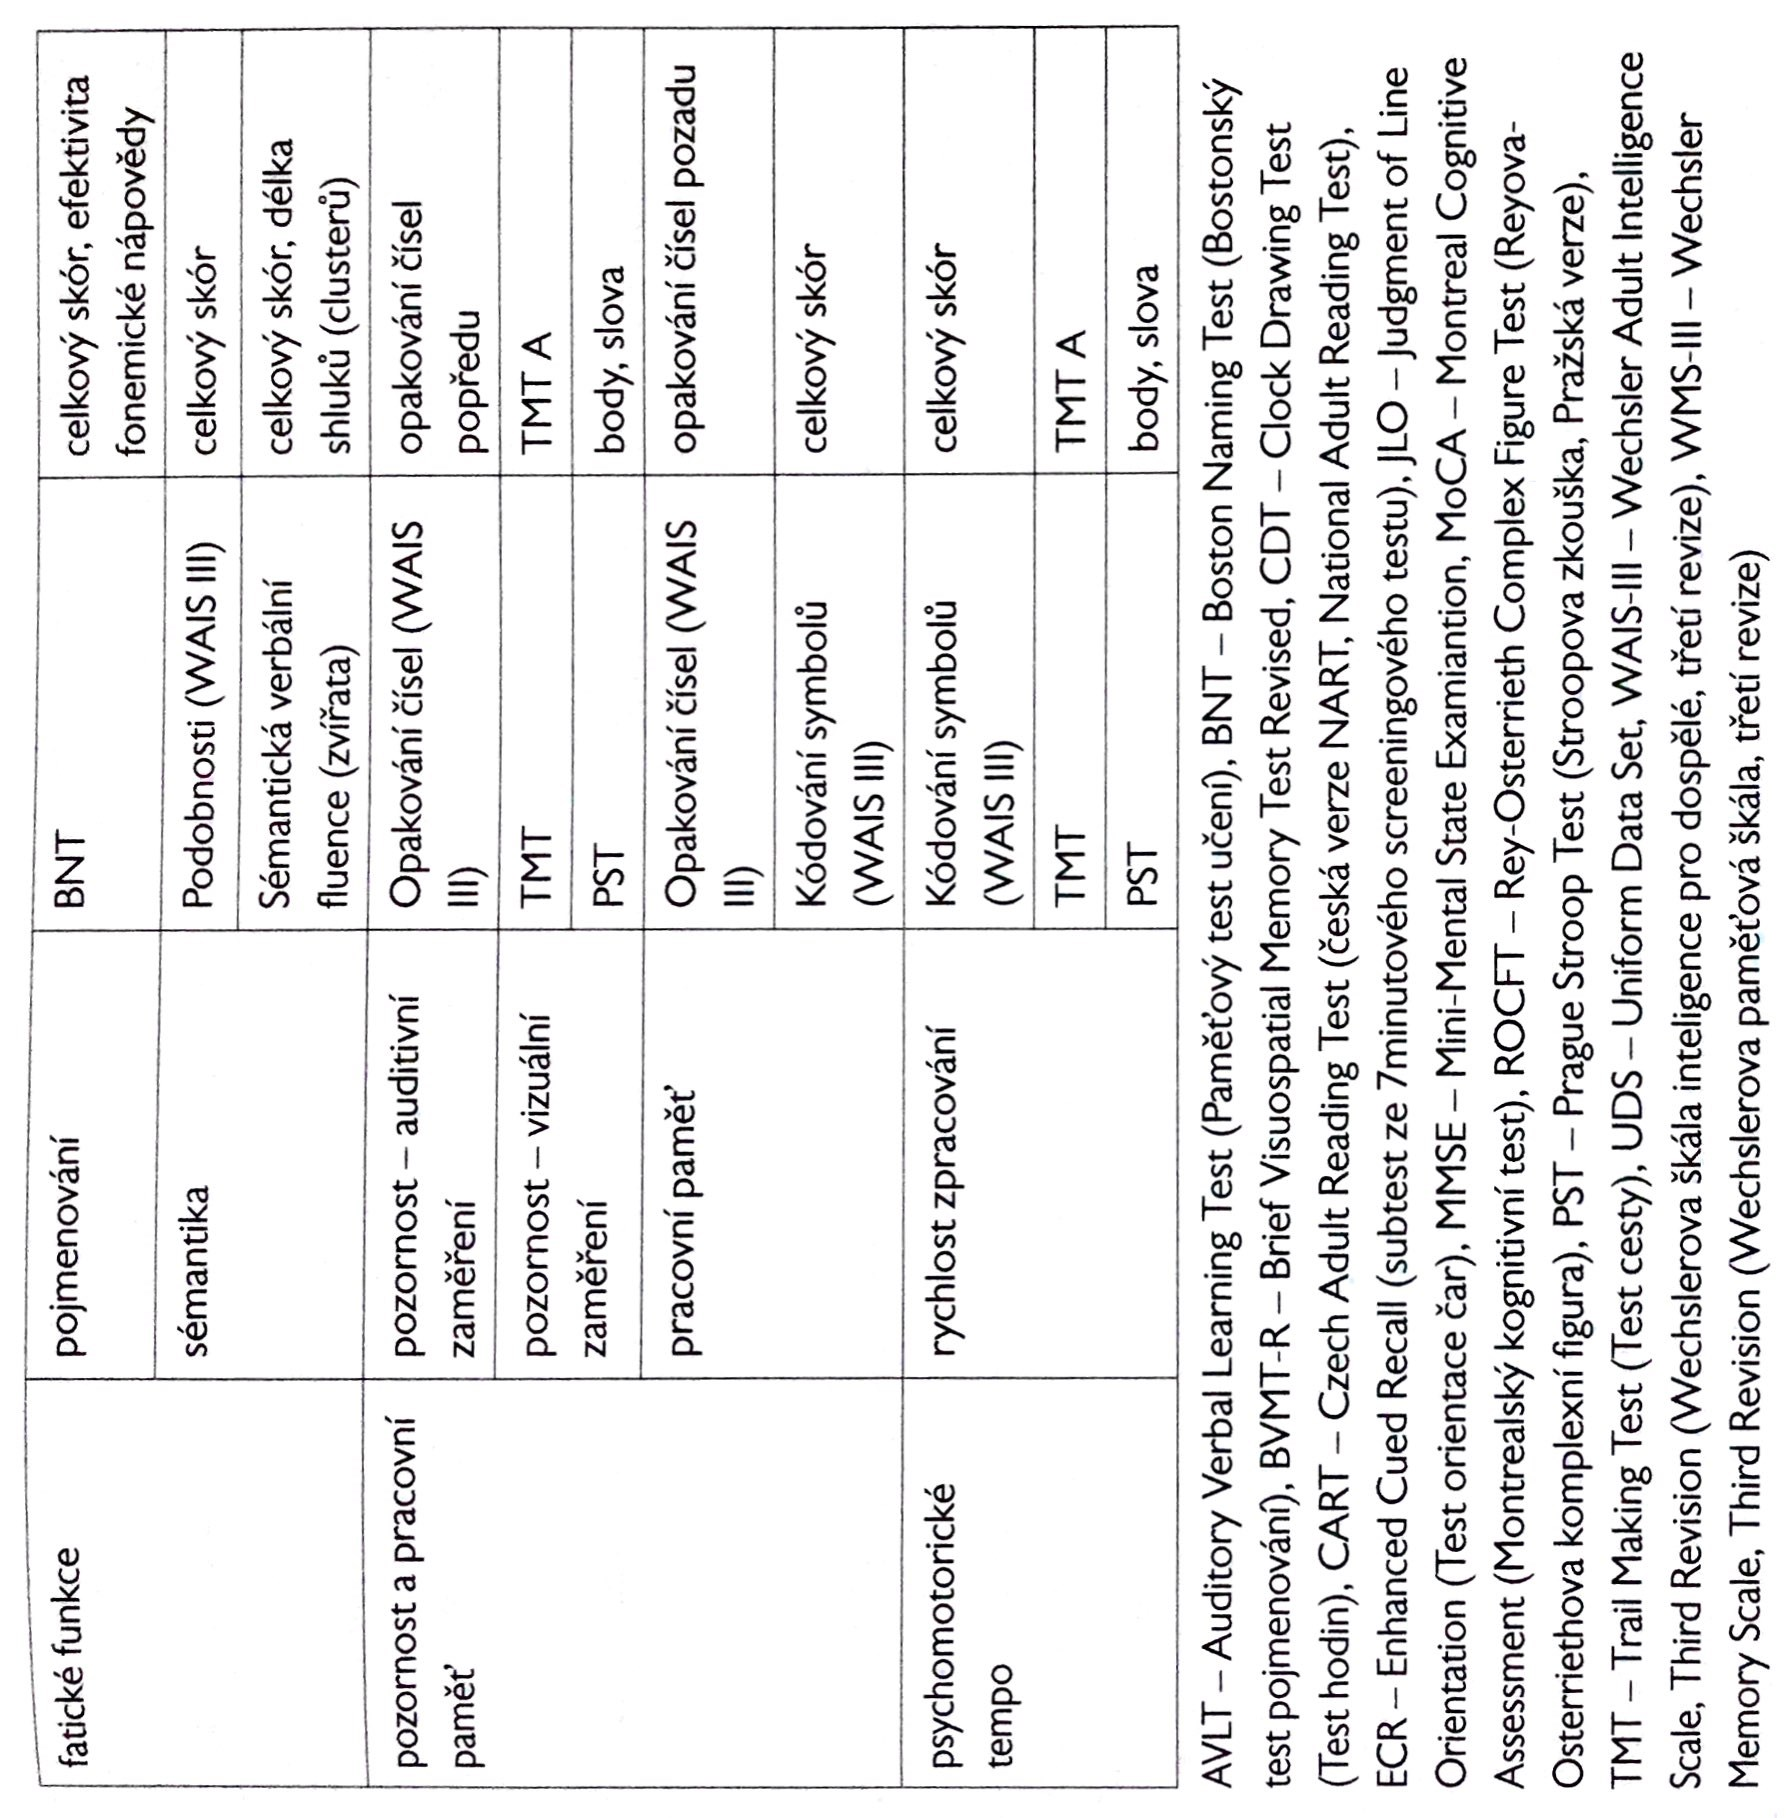 fatické funkce
pojmenování
BNT
celkový skór, efektivita
fonemické nápovědy
sémantika
Podobnosti (WAIS III)
celkový skór
Sémantická verbální
fluence (zvířata)
celkový skór, délka
shluků (clusterů)
pozornost a pracovní
paměť
pozornost – auditivní
zaměření
Opakování čísel (WAIS
III)
opakování čísel
popředu
pozornost – vizuální
zaměření
TMT
TMT A
PST
body, slova
pracovní paměť
Opakování čísel (WAIS
III)
opakování čísel pozadu
Kódování symbolů
(WAIS III)
celkový skór
psychomotorické
tempo
rychlost zpracování
Kódování symbolů
(WAIS III)
celkový skór
TMT
TMT A
PST
body, slova
AVLT – Auditory Verbal Learning Test (Paměťový test učení), BNT – Boston Naming Test (Bostonský
test pojmenování), BVMT-R – Brief Visuospatial Memory Test Revised, CDT – Clock Drawing Test
(Test hodin), CART – Czech Adult Reading Test (česká verze NART, National Adult Reading Test),
ECR – Enhanced Cued Recall (subtest ze 7minutového screeningového testu), JLO – Judgment of Line
Orientation (Test orientace čar), MMSE – Mini-Mental State Examiantion, MoCA – Montreal Cognitive
Assessment (Montrealský kognitivní test), ROCFT – Rey-Osterrieth Complex Figure Test (Reyova-
Osterriethova komplexní figura), PST – Prague Stroop Test (Stroopova zkouška, Pražská verze),
TMT – Trail Making Test (Test cesty), UDS – Uniform Data Set, WAIS-III – Wechsler Adult Intelligence
Scale, Third Revision (Wechslerova škála inteligence pro dospělé, třetí revize), WMS-III – Wechsler
Memory Scale, Third Revision (Wechslerova paměťová škála, třetí revize)